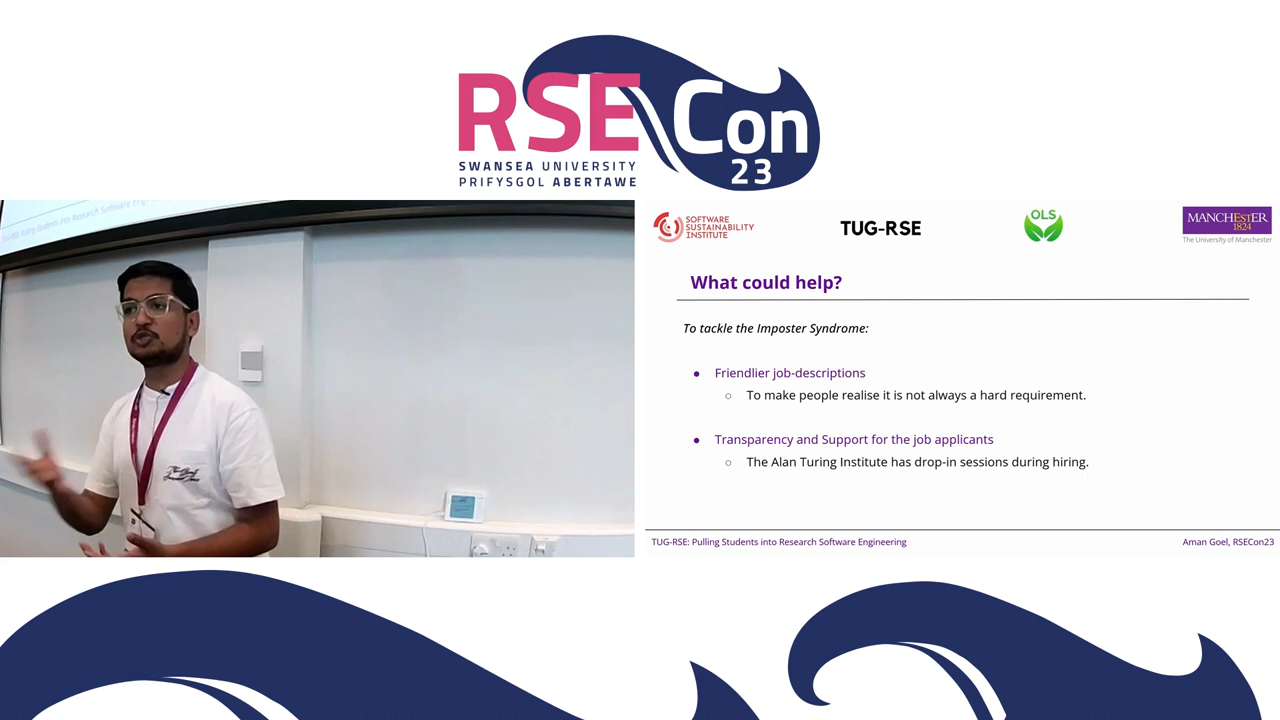 RSE Con
23
SWANSEA UNIVERSITY
PRIFYSGOL ABERTAWE
SOFTWARE
SUSTAINABILITY
INSTITUTE
TUG-RSE
OLS
MANCHESTER
1824
The University of Manchester
What could help?
To tackle the Imposter Syndrome:
● Friendlier job-descriptions
○ To make people realise it is not always a hard requirement.
● Transparency and Support for the job applicants
○ The Alan Turing Institute has drop-in sessions during hiring.
TUG-RSE: Pulling Students into Research Software Engineering
Aman Goel, RSECon23